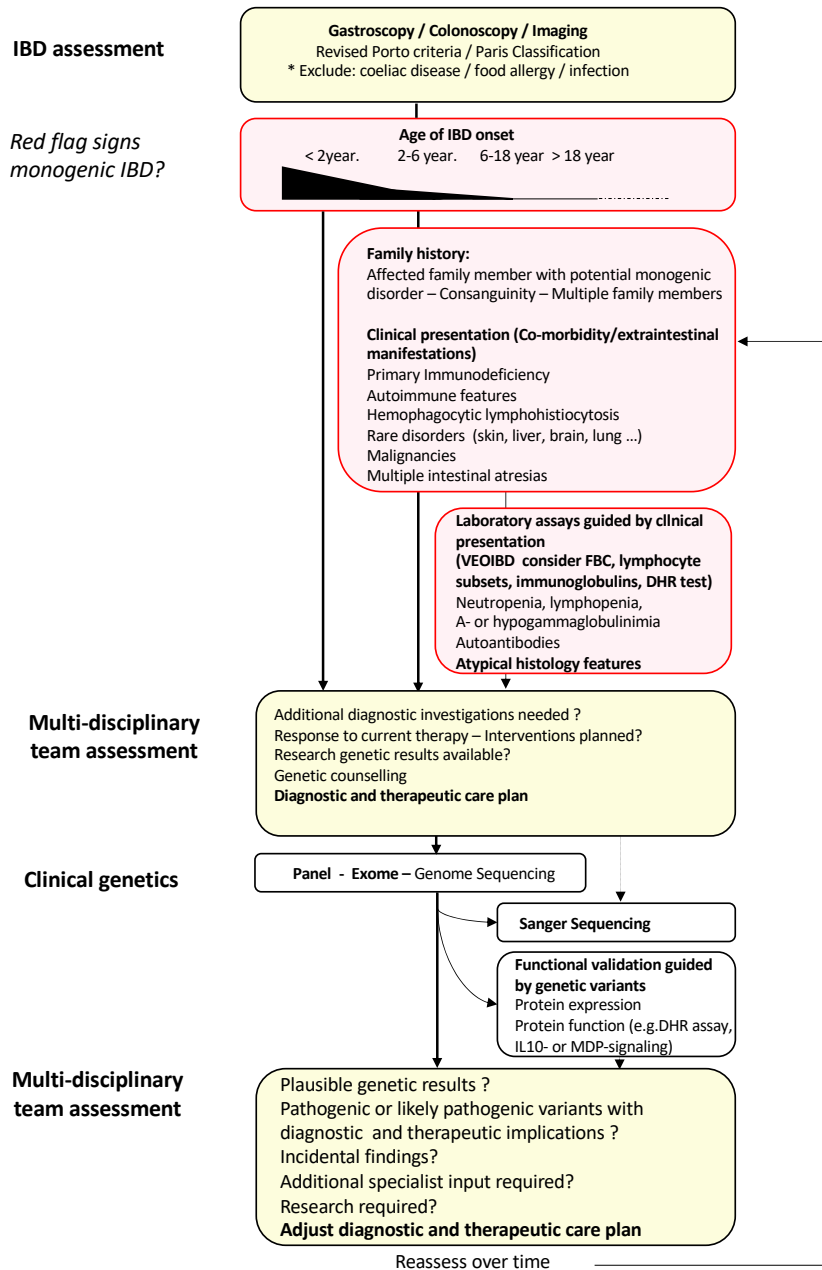 IBD assessment
Gastroscopy / Colonoscopy / Imaging
Revised Porto criteria / Paris Classification
* Exclude: coeliac disease / food allergy / infection
Red flag signs
monogenic IBD?
Age of IBD onset
< 2year. 2-6 year. 6-18 year > 18 year
Family history:
Affected family member with potential monogenic
disorder – Consanguinity – Multiple family members
Clinical presentation (Co-morbidity/extraintestinal
manifestations)
Primary Immunodeficiency
Autoimmune features
Hemophagocytic lymphohistiocytosis
Rare disorders (skin, liver, brain, lung ...)
Malignancies
Multiple intestinal atresias
Laboratory assays guided by clInical
presentation
(VEOIBD consider FBC, lymphocyte
subsets, immunoglobulins, DHR test)
Neutropenia, lymphopenia,
A- or hypogammaglobulinimia
Autoantibodies
Atypical histology features
Multi-disciplinary
team assessment
Additional diagnostic investigations needed ?
Response to current therapy – Interventions planned?
Research genetic results available?
Genetic counselling
Diagnostic and therapeutic care plan
Clinical genetics
Panel - Exome – Genome Sequencing
Sanger Sequencing
Functional validation guided
by genetic variants
Protein expression
Protein function (e.g.DHR assay,
IL10- or MDP-signaling)
Multi-disciplinary
team assessment
Plausible genetic results ?
Pathogenic or likely pathogenic variants with
diagnostic and therapeutic implications ?
Incidental findings?
Additional specialist input required?
Research required?
Adjust diagnostic and therapeutic care plan
Reassess over time